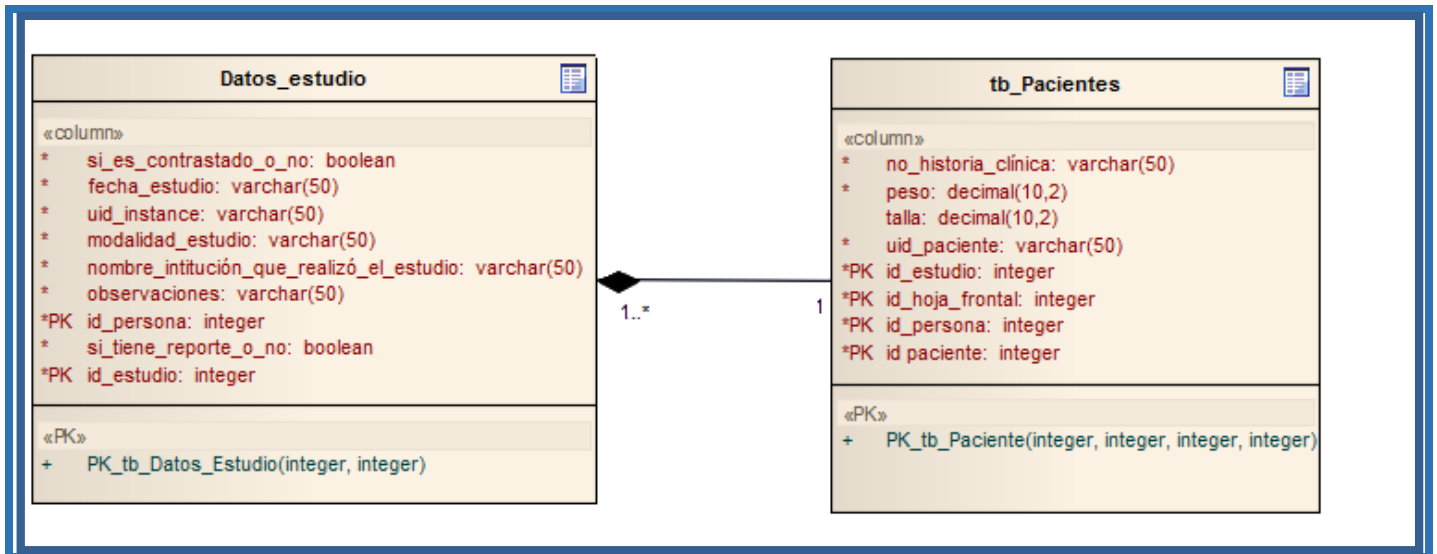 Datos_estudio
«column»
* si_es_contrastado_o_no: boolean
* fecha_estudio: varchar(50)
* uid_instance: varchar(50)
* modalidad_estudio: varchar(50)
* nombre_intitución_que_realizó_el_estudio: varchar(50)
* observaciones: varchar(50)
*PK id_persona: integer
* si_tiene_reporte_o_no: boolean
*PK id_estudio: integer
«PK»
+ PK_tb_Datos_Estudio(integer, integer)
1..*
1
tb_Pacientes
«column»
* no_historia_clínica: varchar(50)
* peso: decimal(10,2)
talla: decimal(10,2)
* uid_paciente: varchar(50)
*PK id_estudio: integer
*PK id_hoja_frontal: integer
*PK id_persona: integer
*PK id paciente: integer
«PK»
+ PK_tb_Paciente(integer, integer, integer, integer)